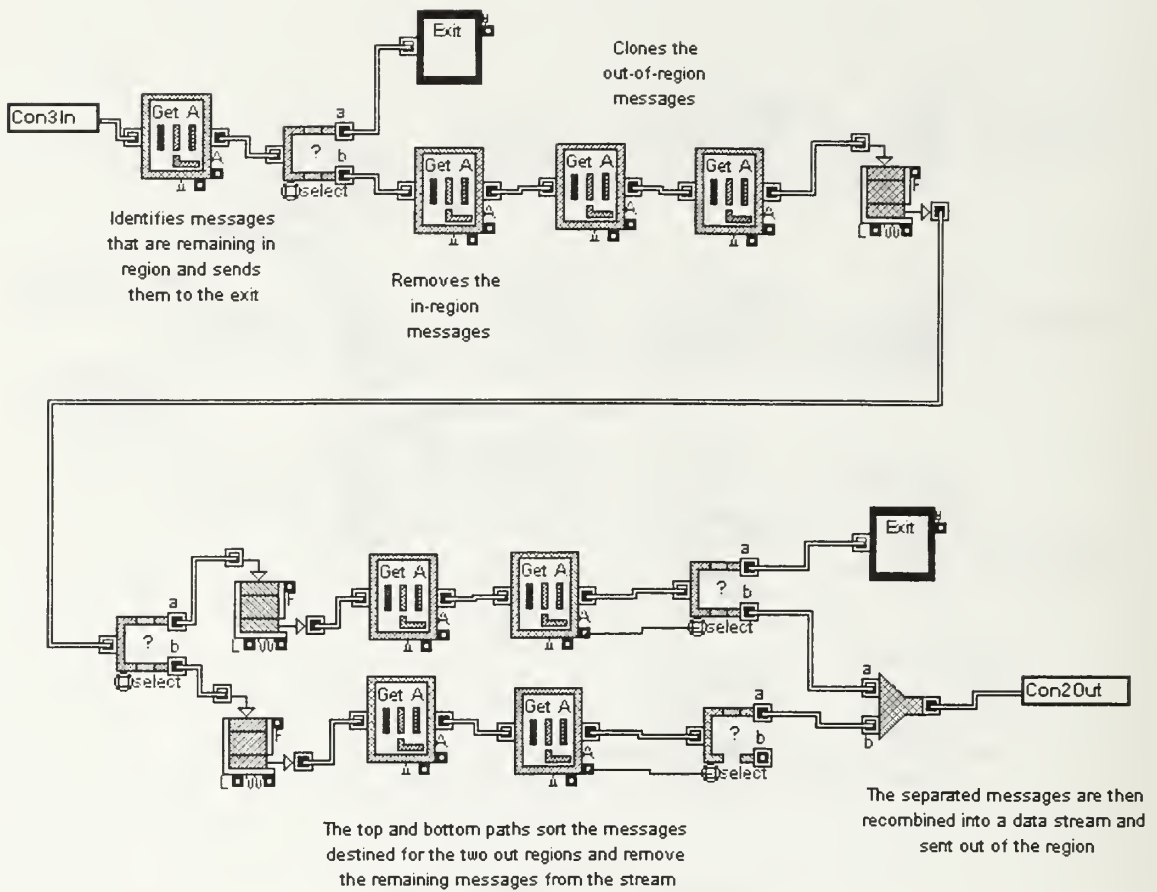 Exit
y
Clones the
out-of-region
messages
Con3In
Get A
A
a
?
b
select
Get A
A
Get A
A
Get A
A
F
L
Identifies messages
that are remaining in
region and sends
them to the exit
Removes the
in-region
messages
Exit
y
a
?
b
select
F
L
Get A
Get A
A
a
?
b
select
F
L
Get A
A
Get A
A
a
?
b
select
a
b
Con2Out
The top and bottom paths sort the messages
destined for the two out regions and remove
the remaining messages from the stream
The separated messages are then
recombined into a data stream and
sent out of the region